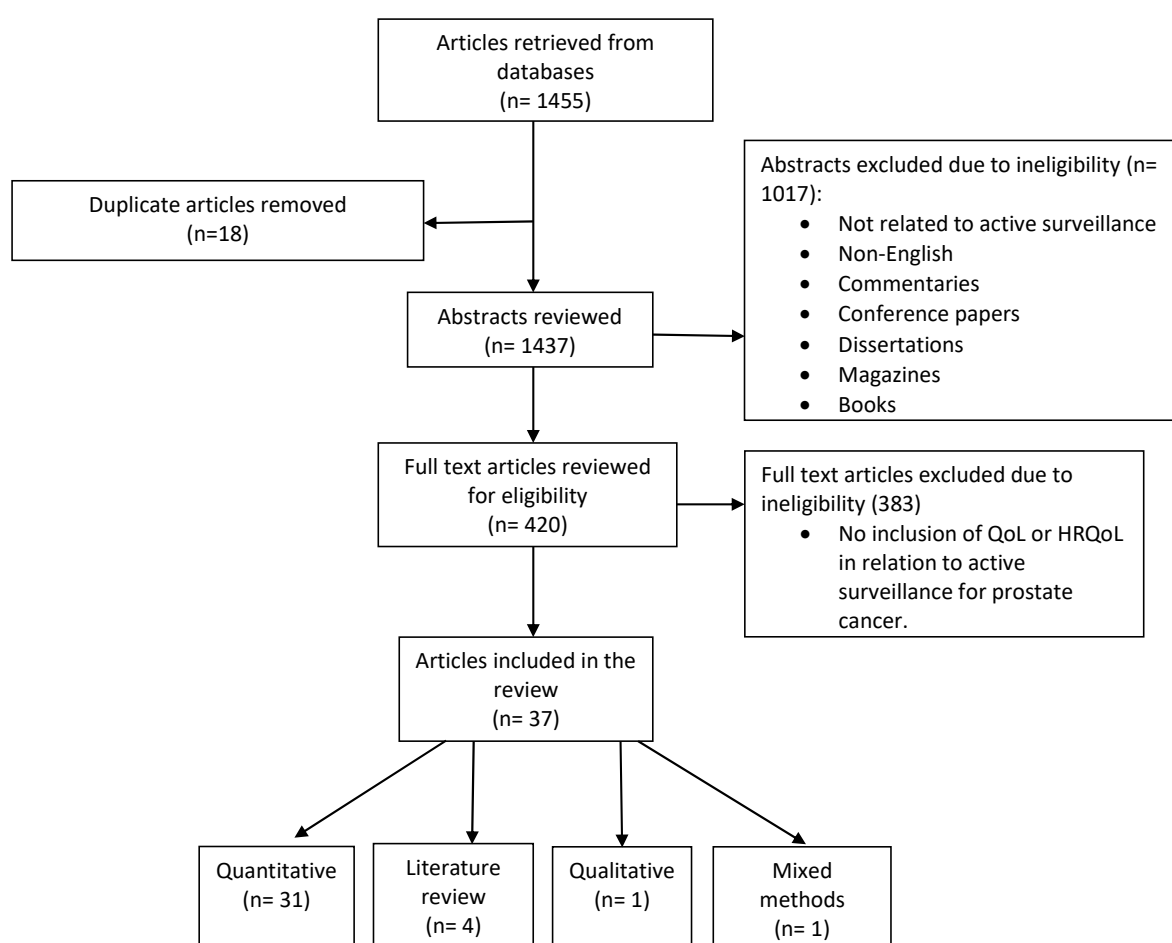 Articles retrieved from
databases
(n= 1455)
Duplicate articles removed
(n=18)
Abstracts excluded due to ineligibility (n=
1017):
• Not related to active surveillance
• Non-English
• Commentaries
• Conference papers
• Dissertations
• Magazines
• Books
Abstracts reviewed
(n= 1437)
Full text articles reviewed
for eligibility
(n= 420)
Full text articles excluded due to
ineligibility (383)
• No inclusion of QoL or HRQoL
in relation to active
surveillance for prostate
cancer.
Articles included in the
review
(n= 37)
Quantitative
(n= 31)
Literature
review
(n= 4)
Qualitative
(n= 1)
Mixed
methods
(n= 1)